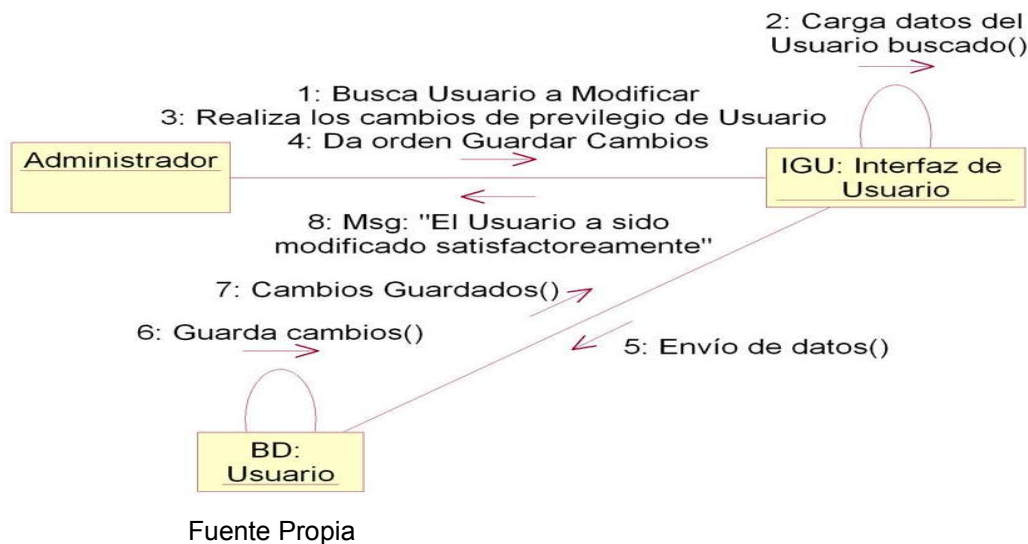 2: Carga datos del
Usuario buscado()
1: Busca Usuario a Modificar
3: Realiza los cambios de previlegio de Usuario
4: Da orden Guardar Cambios
Administrador
IGU: Interfaz de
Usuario
8: Msg: "El Usuario a sido
modificado satisfactoreamente"
7: Cambios Guardados()
6: Guarda cambios()
5: Envío de datos()
BD:
Usuario
Fuente Propia